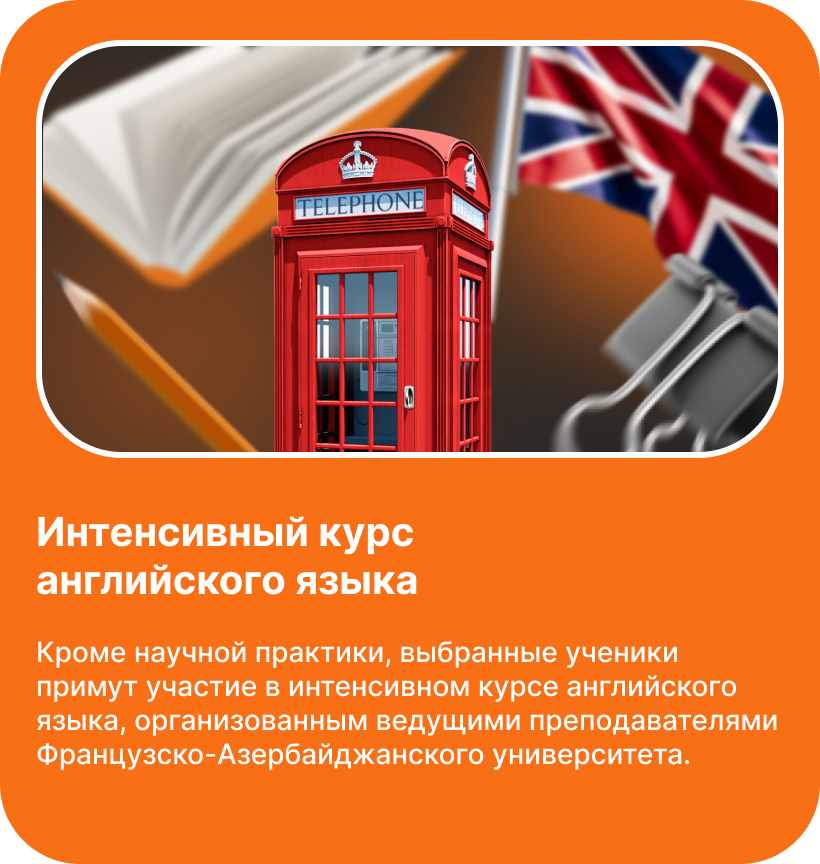 TELEPHONE
Интенсивный курс
английского языка
Кроме научной практики, выбранные ученики
примут участие в интенсивном курсе английского
языка, организованным ведущими преподавателями
Французско-Азербайджанского университета.